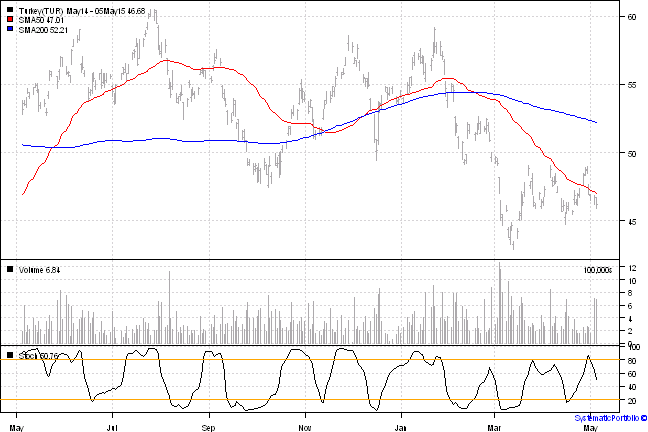 Turkey(TUR) May14 - 05May15 46.68
SMA50 47.01
SMA200 52.21
60
55
50
45
Volume 6.84
100,000s
12
10
8
6
4
2
0
Stoch 50.76
100
80
60
40
20
May Jul Sep Nov Jan Mar May
SystematicPortfolio ©